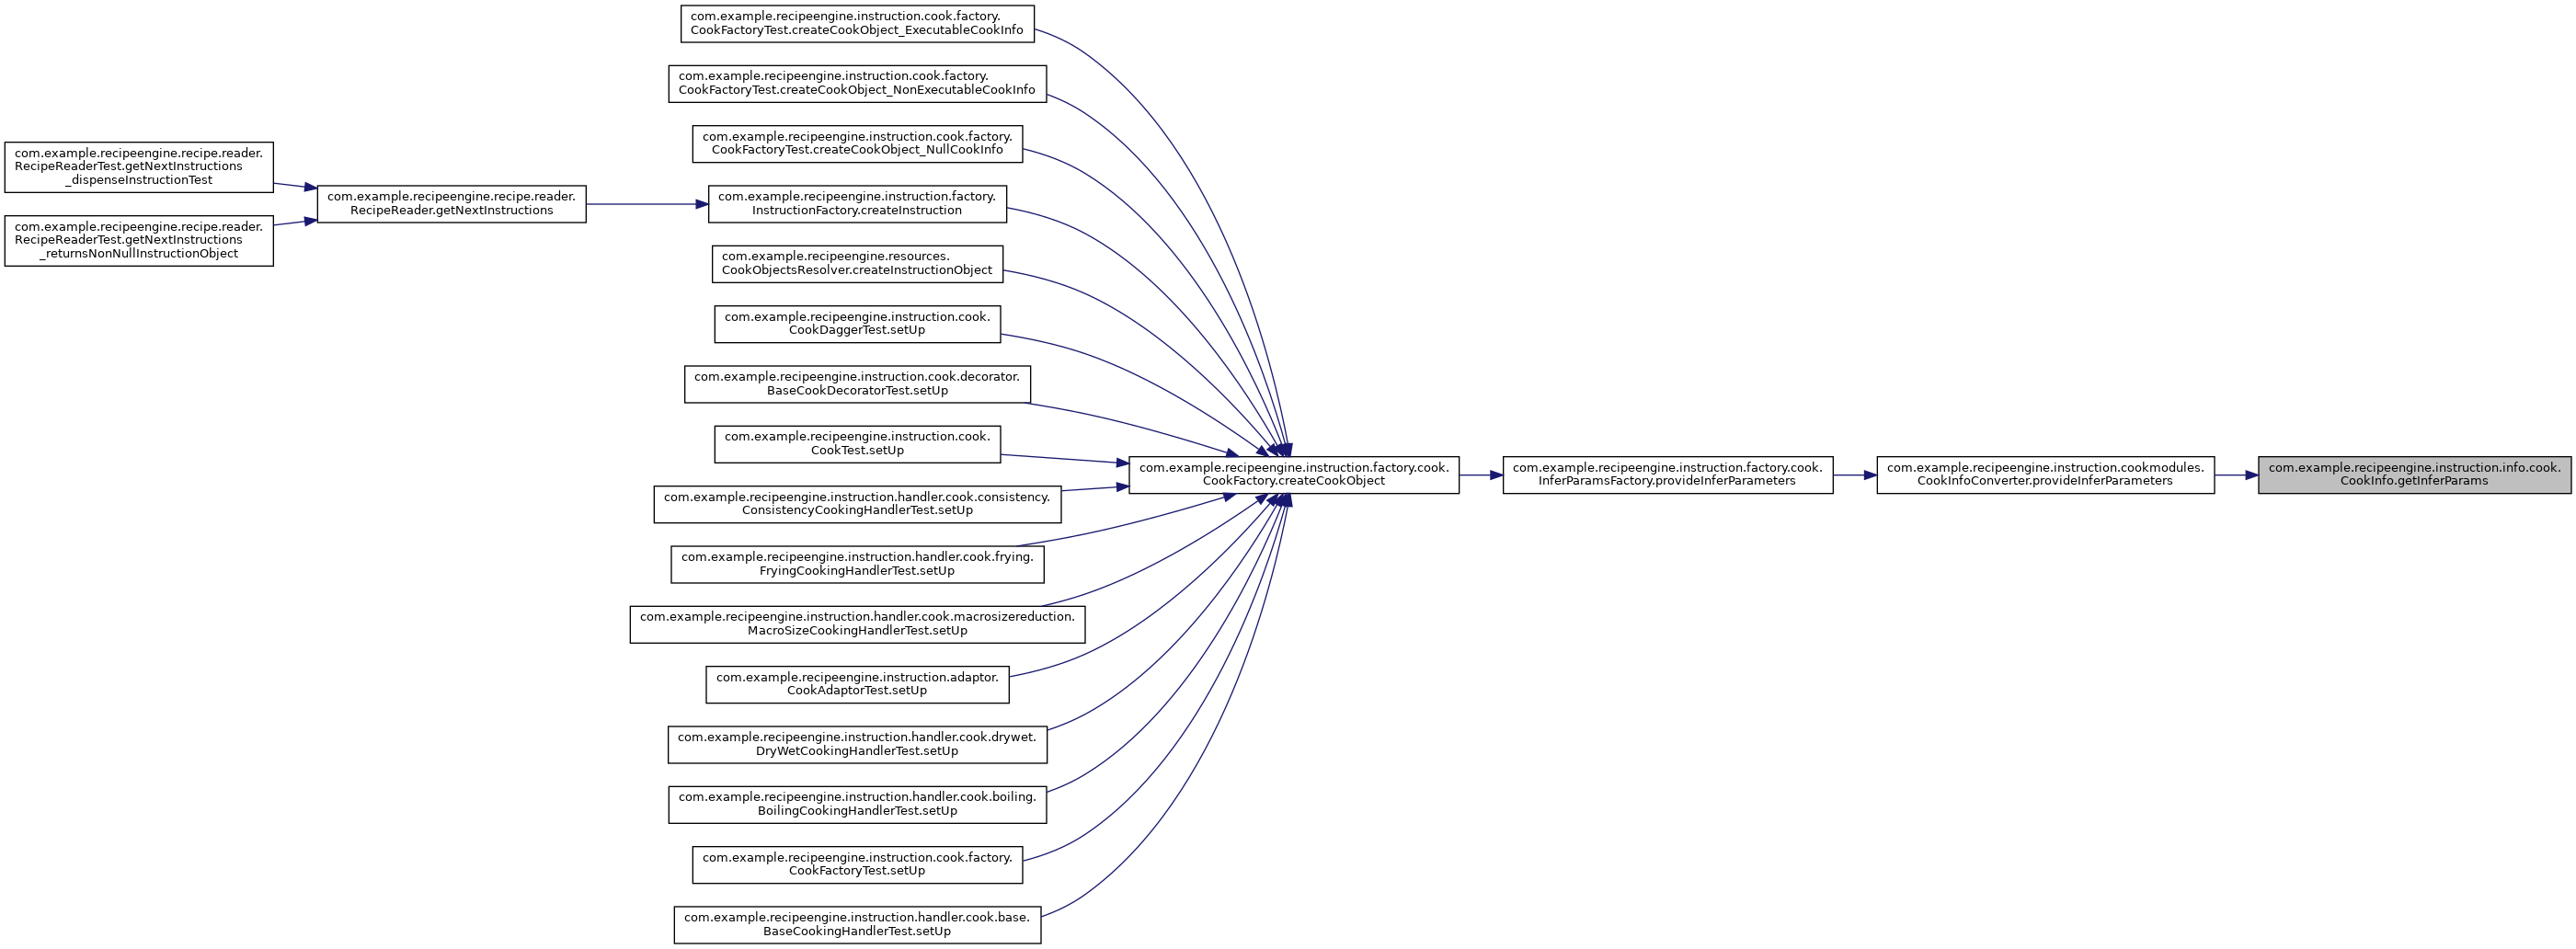 com.example.recipeengine.instruction.cook.factory.
CookFactoryTest.createCookObject_ExecutableCookInfo
com.example.recipeengine.instruction.cook.factory.
CookFactoryTest.createCookObject_NonExecutableCookInfo
com.example.recipeengine.instruction.cook.factory.
CookFactoryTest.createCookObject_NullCookInfo
com.example.recipeengine.recipe.reader.
RecipeReaderTest.getNextInstructions
_dispenseInstructionTest
com.example.recipeengine.recipe.reader.
RecipeReaderTest.getNextInstructions
_returnsNonNullInstructionObject
com.example.recipeengine.recipe.reader.
RecipeReader.getNextInstructions
com.example.recipeengine.instruction.factory.
InstructionFactory.createInstruction
com.example.recipeengine.resources.
CookObjectsResolver.createInstructionObject
com.example.recipeengine.instruction.cook.
CookDaggerTest.setUp
com.example.recipeengine.instruction.cook.decorator.
BaseCookDecoratorTest.setUp
com.example.recipeengine.instruction.cook.
CookTest.setUp
com.example.recipeengine.instruction.handler.cook.consistency.
ConsistencyCookingHandlerTest.setUp
com.example.recipeengine.instruction.handler.cook.frying.
FryingCookingHandlerTest.setUp
com.example.recipeengine.instruction.handler.cook.macrosizereduction.
MacroSizeCookingHandlerTest.setUp
com.example.recipeengine.instruction.adaptor.
CookAdaptorTest.setUp
com.example.recipeengine.instruction.handler.cook.drywet.
DryWetCookingHandlerTest.setUp
com.example.recipeengine.instruction.handler.cook.boiling.
BoilingCookingHandlerTest.setUp
com.example.recipeengine.instruction.cook.factory.
CookFactoryTest.setUp
com.example.recipeengine.instruction.handler.cook.base.
BaseCookingHandlerTest.setUp
com.example.recipeengine.instruction.factory.cook.
CookFactory.createCookObject
com.example.recipeengine.instruction.factory.cook.
InferParamsFactory.provideInferParameters
com.example.recipeengine.instruction.cookmodules.
CookInfoConverter.provideInferParameters
com.example.recipeengine.instruction.info.cook.
CookInfo.getInferParams